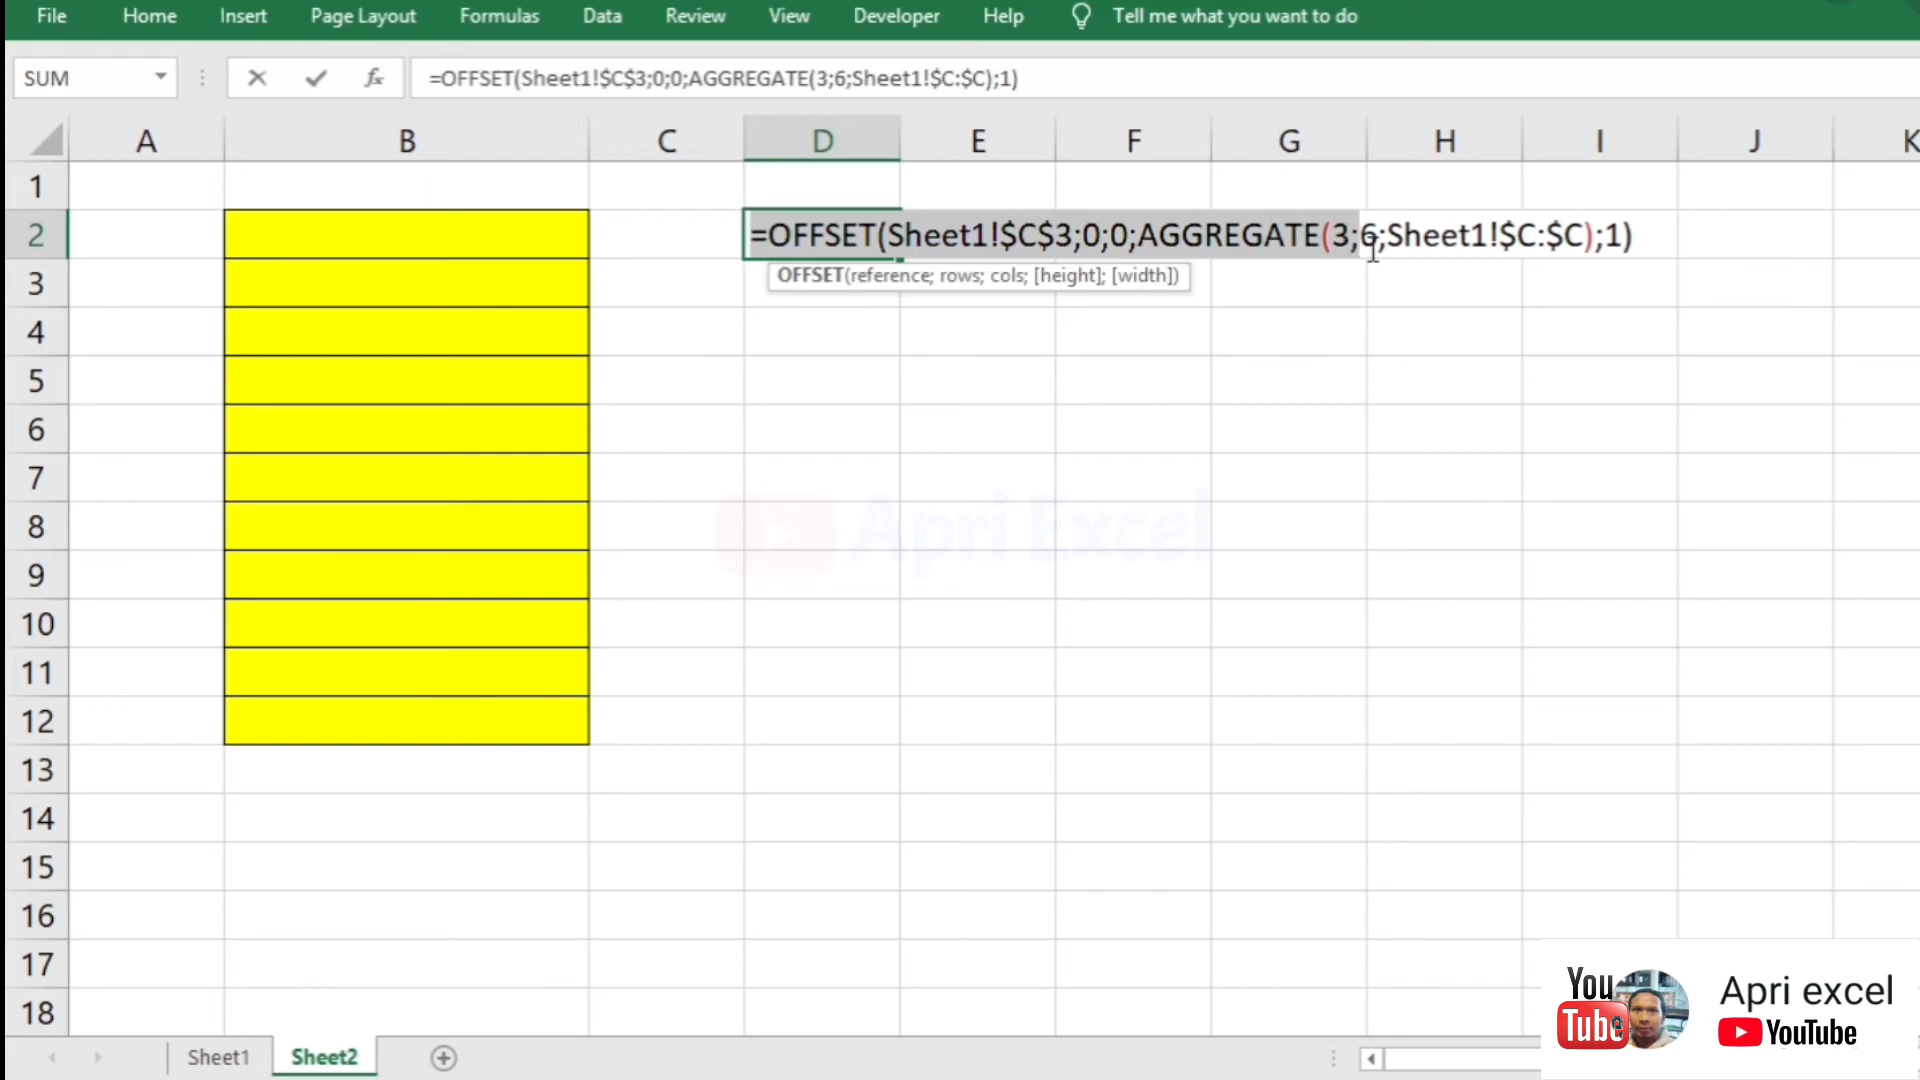 File Home Insert Page Layout Formulas Data Review View Developer Help Tell me what you want to do
SUM fx =OFFSET(Sheet1!$C$3;0;0;AGGREGATE(3;6;Sheet1!$C:$C);1)
A B C D E F G H I J K
1
2 =OFFSET(Sheet1!$C$3;0;0;AGGREGATE(3;6;Sheet1!$C:$C);1)
OFFSET(reference; rows; cols; [height]; [width])
3
4
5
6
7
8
Apri Excel
9
10
11
12
13
14
15
16
17
18
You
Tube
Apri excel
YouTube
Sheet1 Sheet2